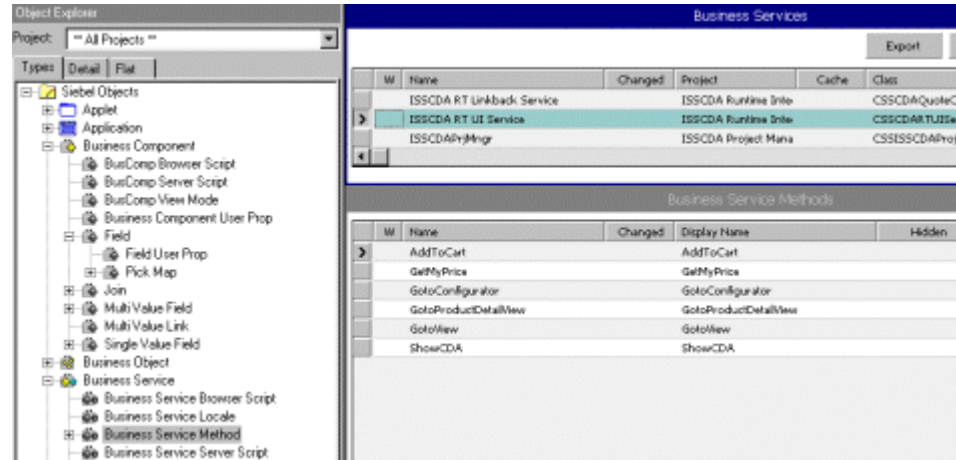 Object Explorer
Project: ** All Projects **
Types Detail Flat
Siebel Objects
Applet
Application
Business Component
BusComp Browser Script
BusComp Server Script
BusComp View Mode
Business Component User Prop
Field
Field User Prop
Pick Map
Join
Multi Value Field
Multi Value Link
Single Value Field
Business Object
Business Service
Business Service Browser Script
Business Service Locale
Business Service Method
Business Service Server Script
Business Services
Export
W Name Changed Project Cache Class
ISSCDA RT Linkback Service ISSCDA Runtime Inte CSSCDAQuoteC
ISSCDA RT UI Service ISSCDA Runtime Inte CSSCDARTUISe
ISSCDAPrjMngr ISSCDA Project Mana CSSISSCDAProj
Business Service Methods
W Name Changed Display Name Hidden
AddToCart AddToCart
GetMyPrice GetMyPrice
GotoConfigurator GotoConfigurator
GotoProductDetailView GotoProductDetailView
GotoView GotoView
ShowCDA ShowCDA